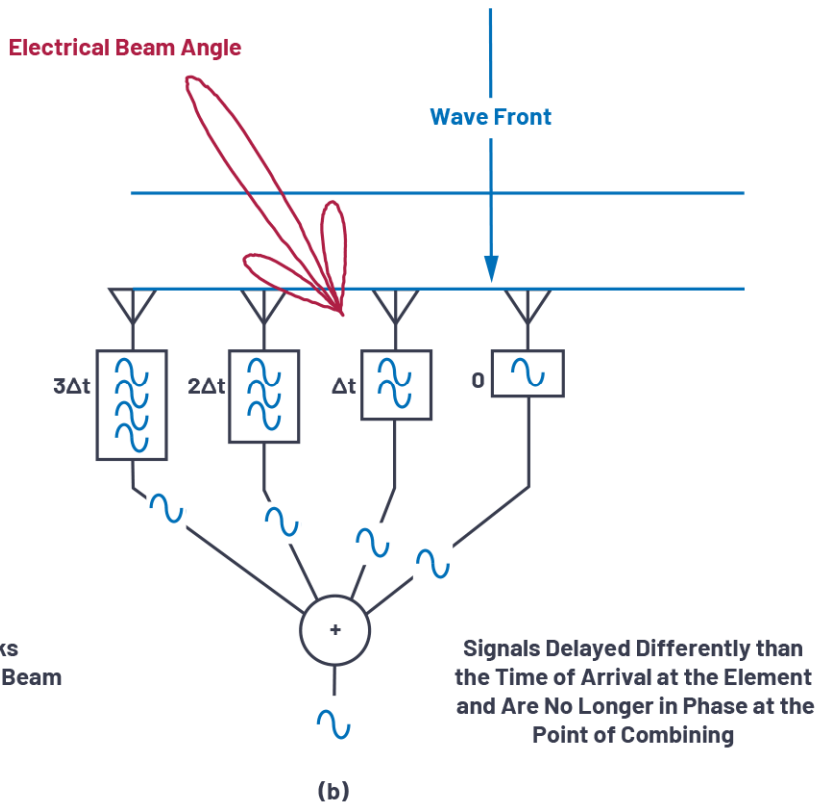 Electrical Beam Angle
Wave Front
3Δt
2Δt
Δt
0
+
Beam
Signals Delayed Differently than
the Time of Arrival at the Element
and Are No Longer in Phase at the
Point of Combining
(b)